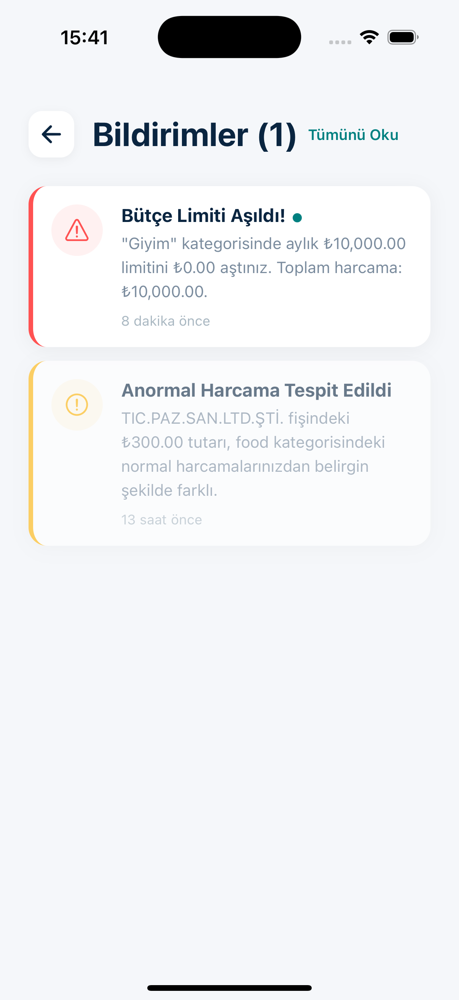 15:41
Bildirimler (1) Tümünü Oku
Bütçe Limiti Aşıldı!
"Giyim" kategorisinde aylık ₺10,000.00
limitini ₺0.00 aştınız. Toplam harcama:
₺10,000.00.
8 dakika önce
Anormal Harcama Tespit Edildi
TIC.PAZ.SAN.LTD.ŞTİ. fişindeki
₺300.00 tutarı, food kategorisindeki
normal harcamalarınızdan belirgin
şekilde farklı.
13 saat önce